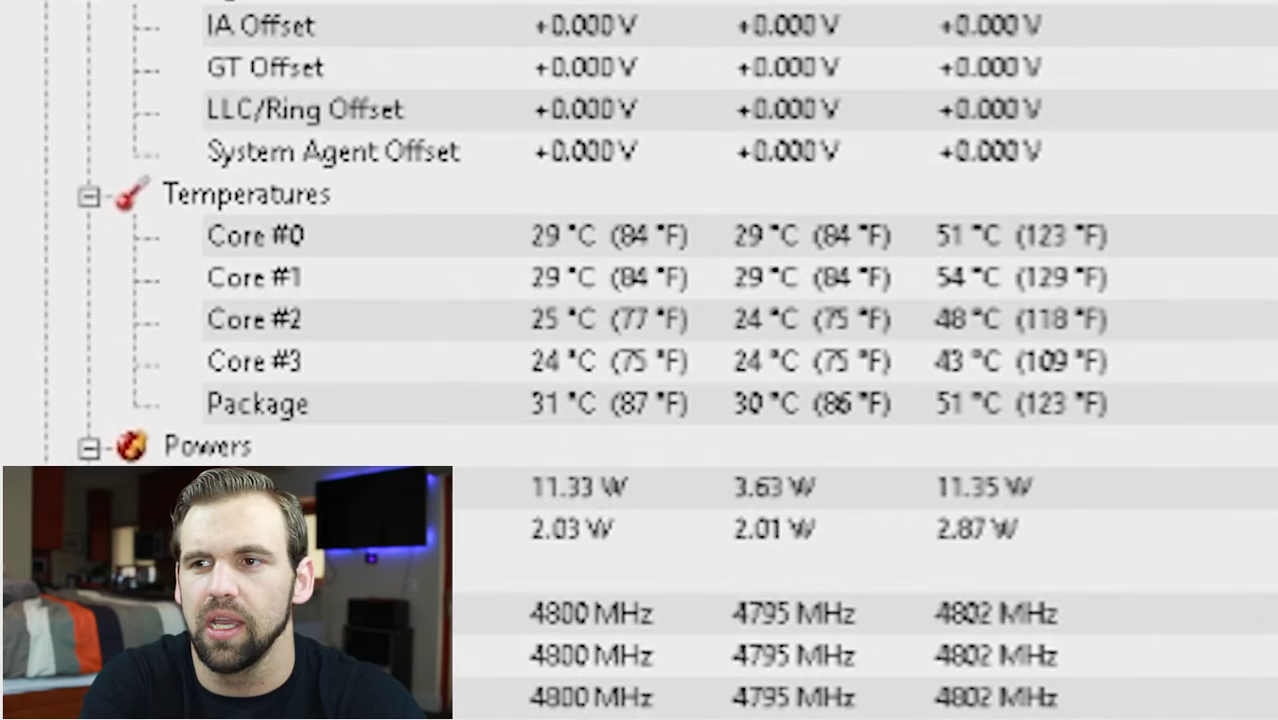 IA Offset +0.000 V +0.000 V +0.000 V
GT Offset +0.000 V +0.000 V +0.000 V
LLC/Ring Offset +0.000 V +0.000 V +0.000 V
System Agent Offset +0.000 V +0.000 V +0.000 V
Temperatures
Core #0 29 °C (84 °F) 29 °C (84 °F) 51 °C (123 °F)
Core #1 29 °C (84 °F) 29 °C (84 °F) 54 °C (129 °F)
Core #2 25 °C (77 °F) 24 °C (75 °F) 48 °C (118 °F)
Core #3 24 °C (75 °F) 24 °C (75 °F) 43 °C (109 °F)
Package 31 °C (87 °F) 30 °C (86 °F) 51 °C (123 °F)
Powers
11.33 W 3.63 W 11.35 W
2.03 W 2.01 W 2.87 W
4800 MHz 4795 MHz 4802 MHz
4800 MHz 4795 MHz 4802 MHz
4800 MHz 4795 MHz 4802 MHz